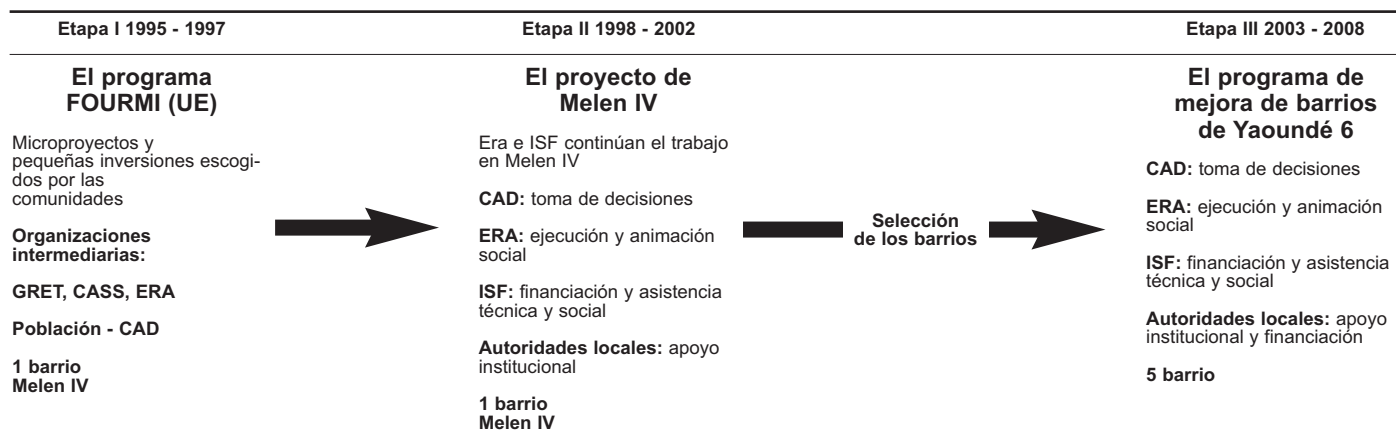 Etapa I 1995 - 1997
Etapa II 1998 - 2002
Etapa III 2003 - 2008
El programa
FOURMI (UE)
Microproyectos y
pequeñas inversiones escogi-
dos por las
comunidades
Organizaciones
intermediarias:
GRET, CASS, ERA
Población - CAD
1 barrio
Melen IV
El proyecto de
Melen IV
Era e ISF continúan el trabajo
en Melen IV
CAD: toma de decisiones
ERA: ejecución y animación
social
ISF: financiación y asistencia
técnica y social
Autoridades locales: apoyo
institucional
1 barrio
Melen IV
Selección
de los barrios
El programa de
mejora de barrios
de Yaoundé 6
CAD: toma de decisiones
ERA: ejecución y animación
social
ISF: financiación y asistencia
técnica y social
Autoridades locales: apoyo
institucional y financiación
5 barrio